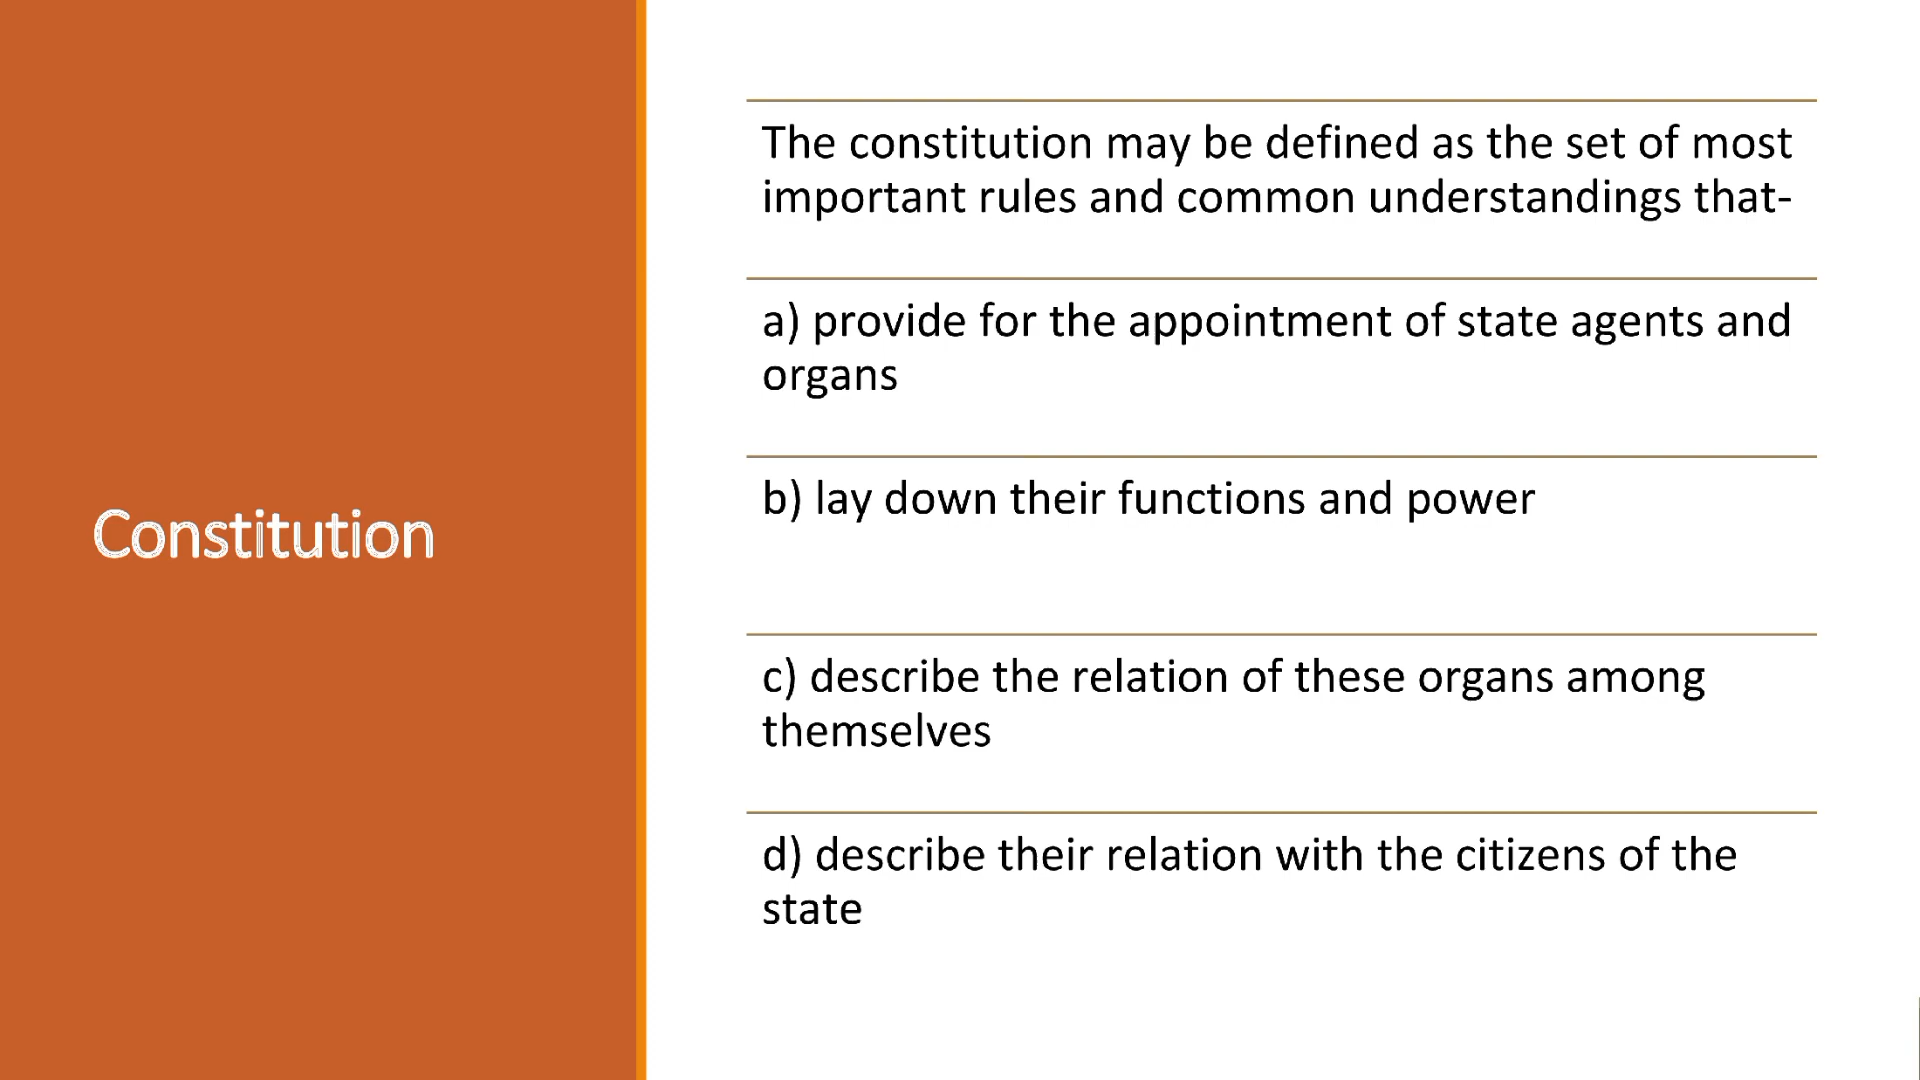 Constitution
The constitution may be defined as the set of most
important rules and common understandings that-
a) provide for the appointment of state agents and
organs
b) lay down their functions and power
c) describe the relation of these organs among
themselves
d) describe their relation with the citizens of the
state